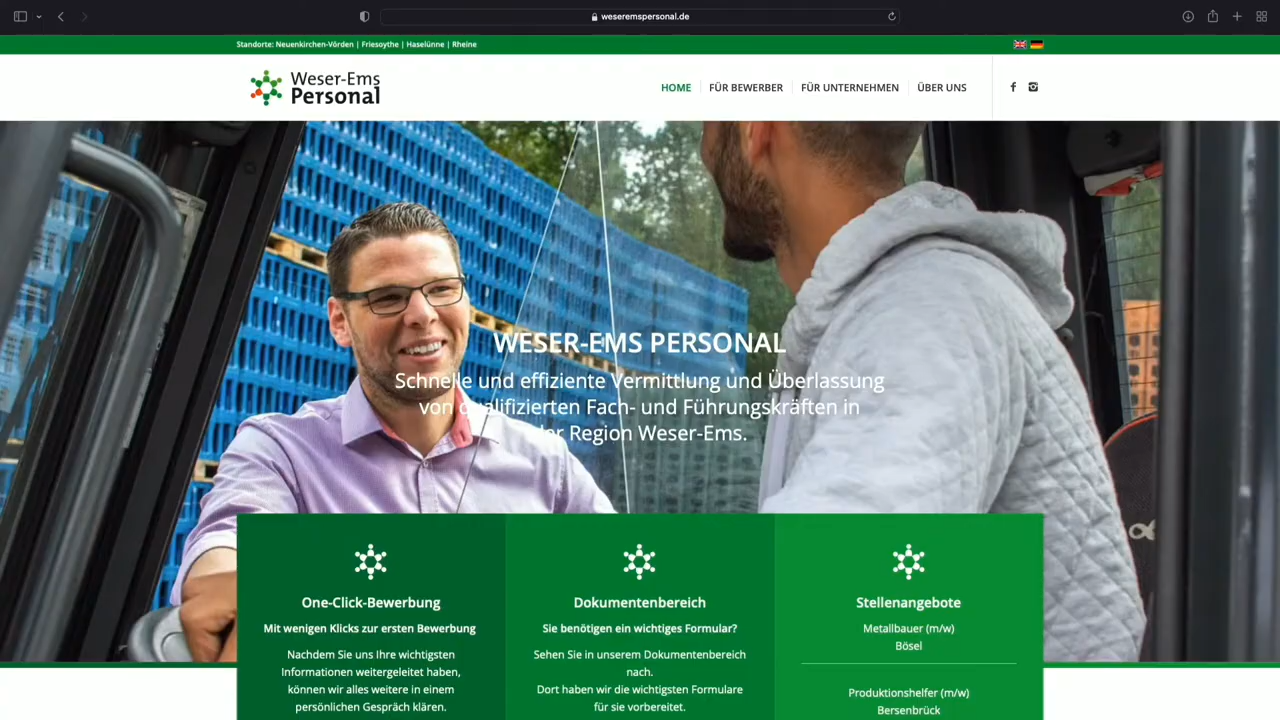 weseremspersonal.de
Standorte: Neuenkirchen-Vörden | Friesoythe | Haselünne | Rheine
Weser-Ems
Personal
HOME
FÜR BEWERBER
FÜR UNTERNEHMEN
ÜBER UNS
WESER-EMS PERSONAL
Schnelle und effiziente Vermittlung und Überlassung
von qualifizierten Fach- und Führungskräften in
der Region Weser-Ems.
One-Click-Bewerbung
Mit wenigen Klicks zur ersten Bewerbung
Nachdem Sie uns Ihre wichtigsten
Informationen weitergeleitet haben,
können wir alles weitere in einem
persönlichen Gespräch klären.
Dokumentenbereich
Sie benötigen ein wichtiges Formular?
Sehen Sie in unserem Dokumentenbereich
nach.
Dort haben wir die wichtigsten Formulare
für sie vorbereitet.
Stellenangebote
Metallbauer (m/w)
Bösel
Produktionshelfer (m/w)
Bersenbrück